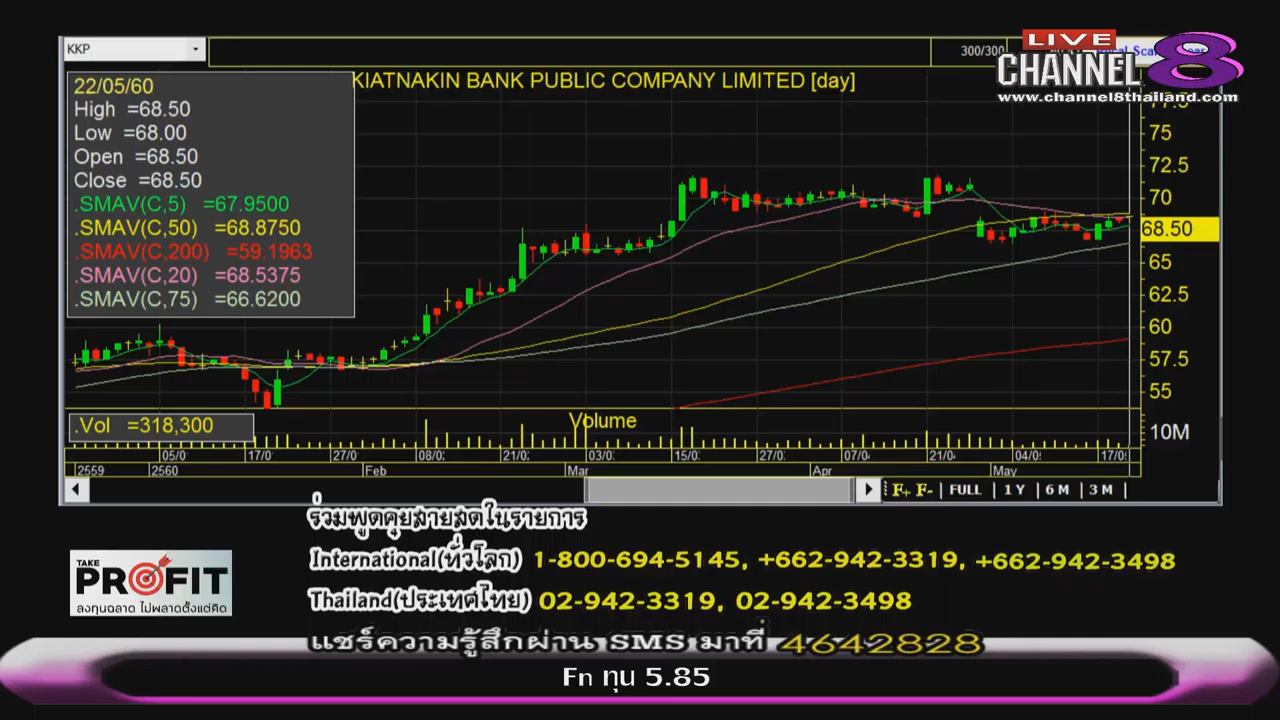 KKP
300/300
LIVE
CHANNEL 8
www.channel8thailand.com
KIATNAKIN BANK PUBLIC COMPANY LIMITED [day]
22/05/60
High =68.50
Low =68.00
Open =68.50
Close =68.50
.SMAV(C,5) =67.9500
.SMAV(C,50) =68.8750
.SMAV(C,200) =59.1963
.SMAV(C,20) =68.5375
.SMAV(C,75) =66.6200
77.5
75
72.5
70
68.50
65
62.5
60
57.5
55
.Vol =318,300
Volume
10M
05/0 17/0 27/0 08/0 21/0 03/0 15/0 27/0 07/0 21/0 04/0 17/0
2559 2560 Feb Mar Apr May
F+ F- FULL 1 Y 6 M 3 M
ร่วมพูดคุยสายสดในรายการ
International(ทั่วโลก) 1-800-694-5145, +662-942-3319, +662-942-3498
Thailand(ประเทศไทย) 02-942-3319, 02-942-3498
แชร์ความรู้สึกผ่าน SMS มาที่ 4642828
TAKE
PROFIT
ลงทุนฉลาด ไม่พลาดตั้งแต่คิด
Fn ทุน 5.85